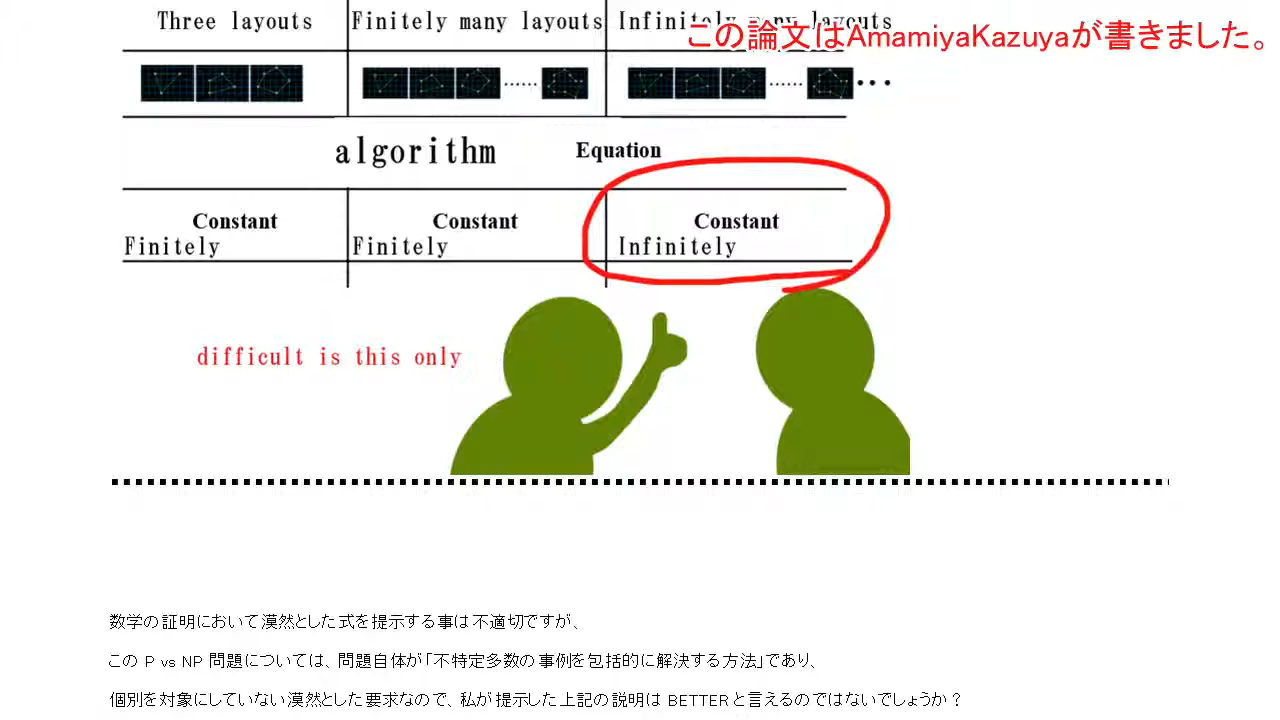 Three layouts Finitely many layouts Infinitely many layouts
この論文はAmamiyaKazuyaが書きました。
algorithm Equation
Constant Constant Constant
Finitely Finitely Infinitely
difficult is this only
数学の証明において漠然とした式を提示する事は不適切ですが、
この P vs NP 問題については、問題自体が「不特定多数の事例を包括的に解決する方法」であり、
個別を対象にしていない漠然とした要求なので、私が提示した上記の説明は BETTER と言えるのではないでしょうか？